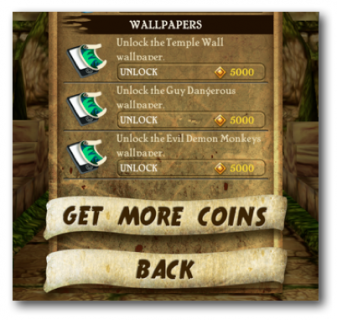 WALLPAPERS
Unlock the Temple Wall
wallpaper.
UNLOCK 5000
Unlock the Guy Dangerous
wallpaper.
UNLOCK 5000
Unlock the Evil Demon Monkeys
wallpaper.
UNLOCK 5000
GET MORE COINS
BACK